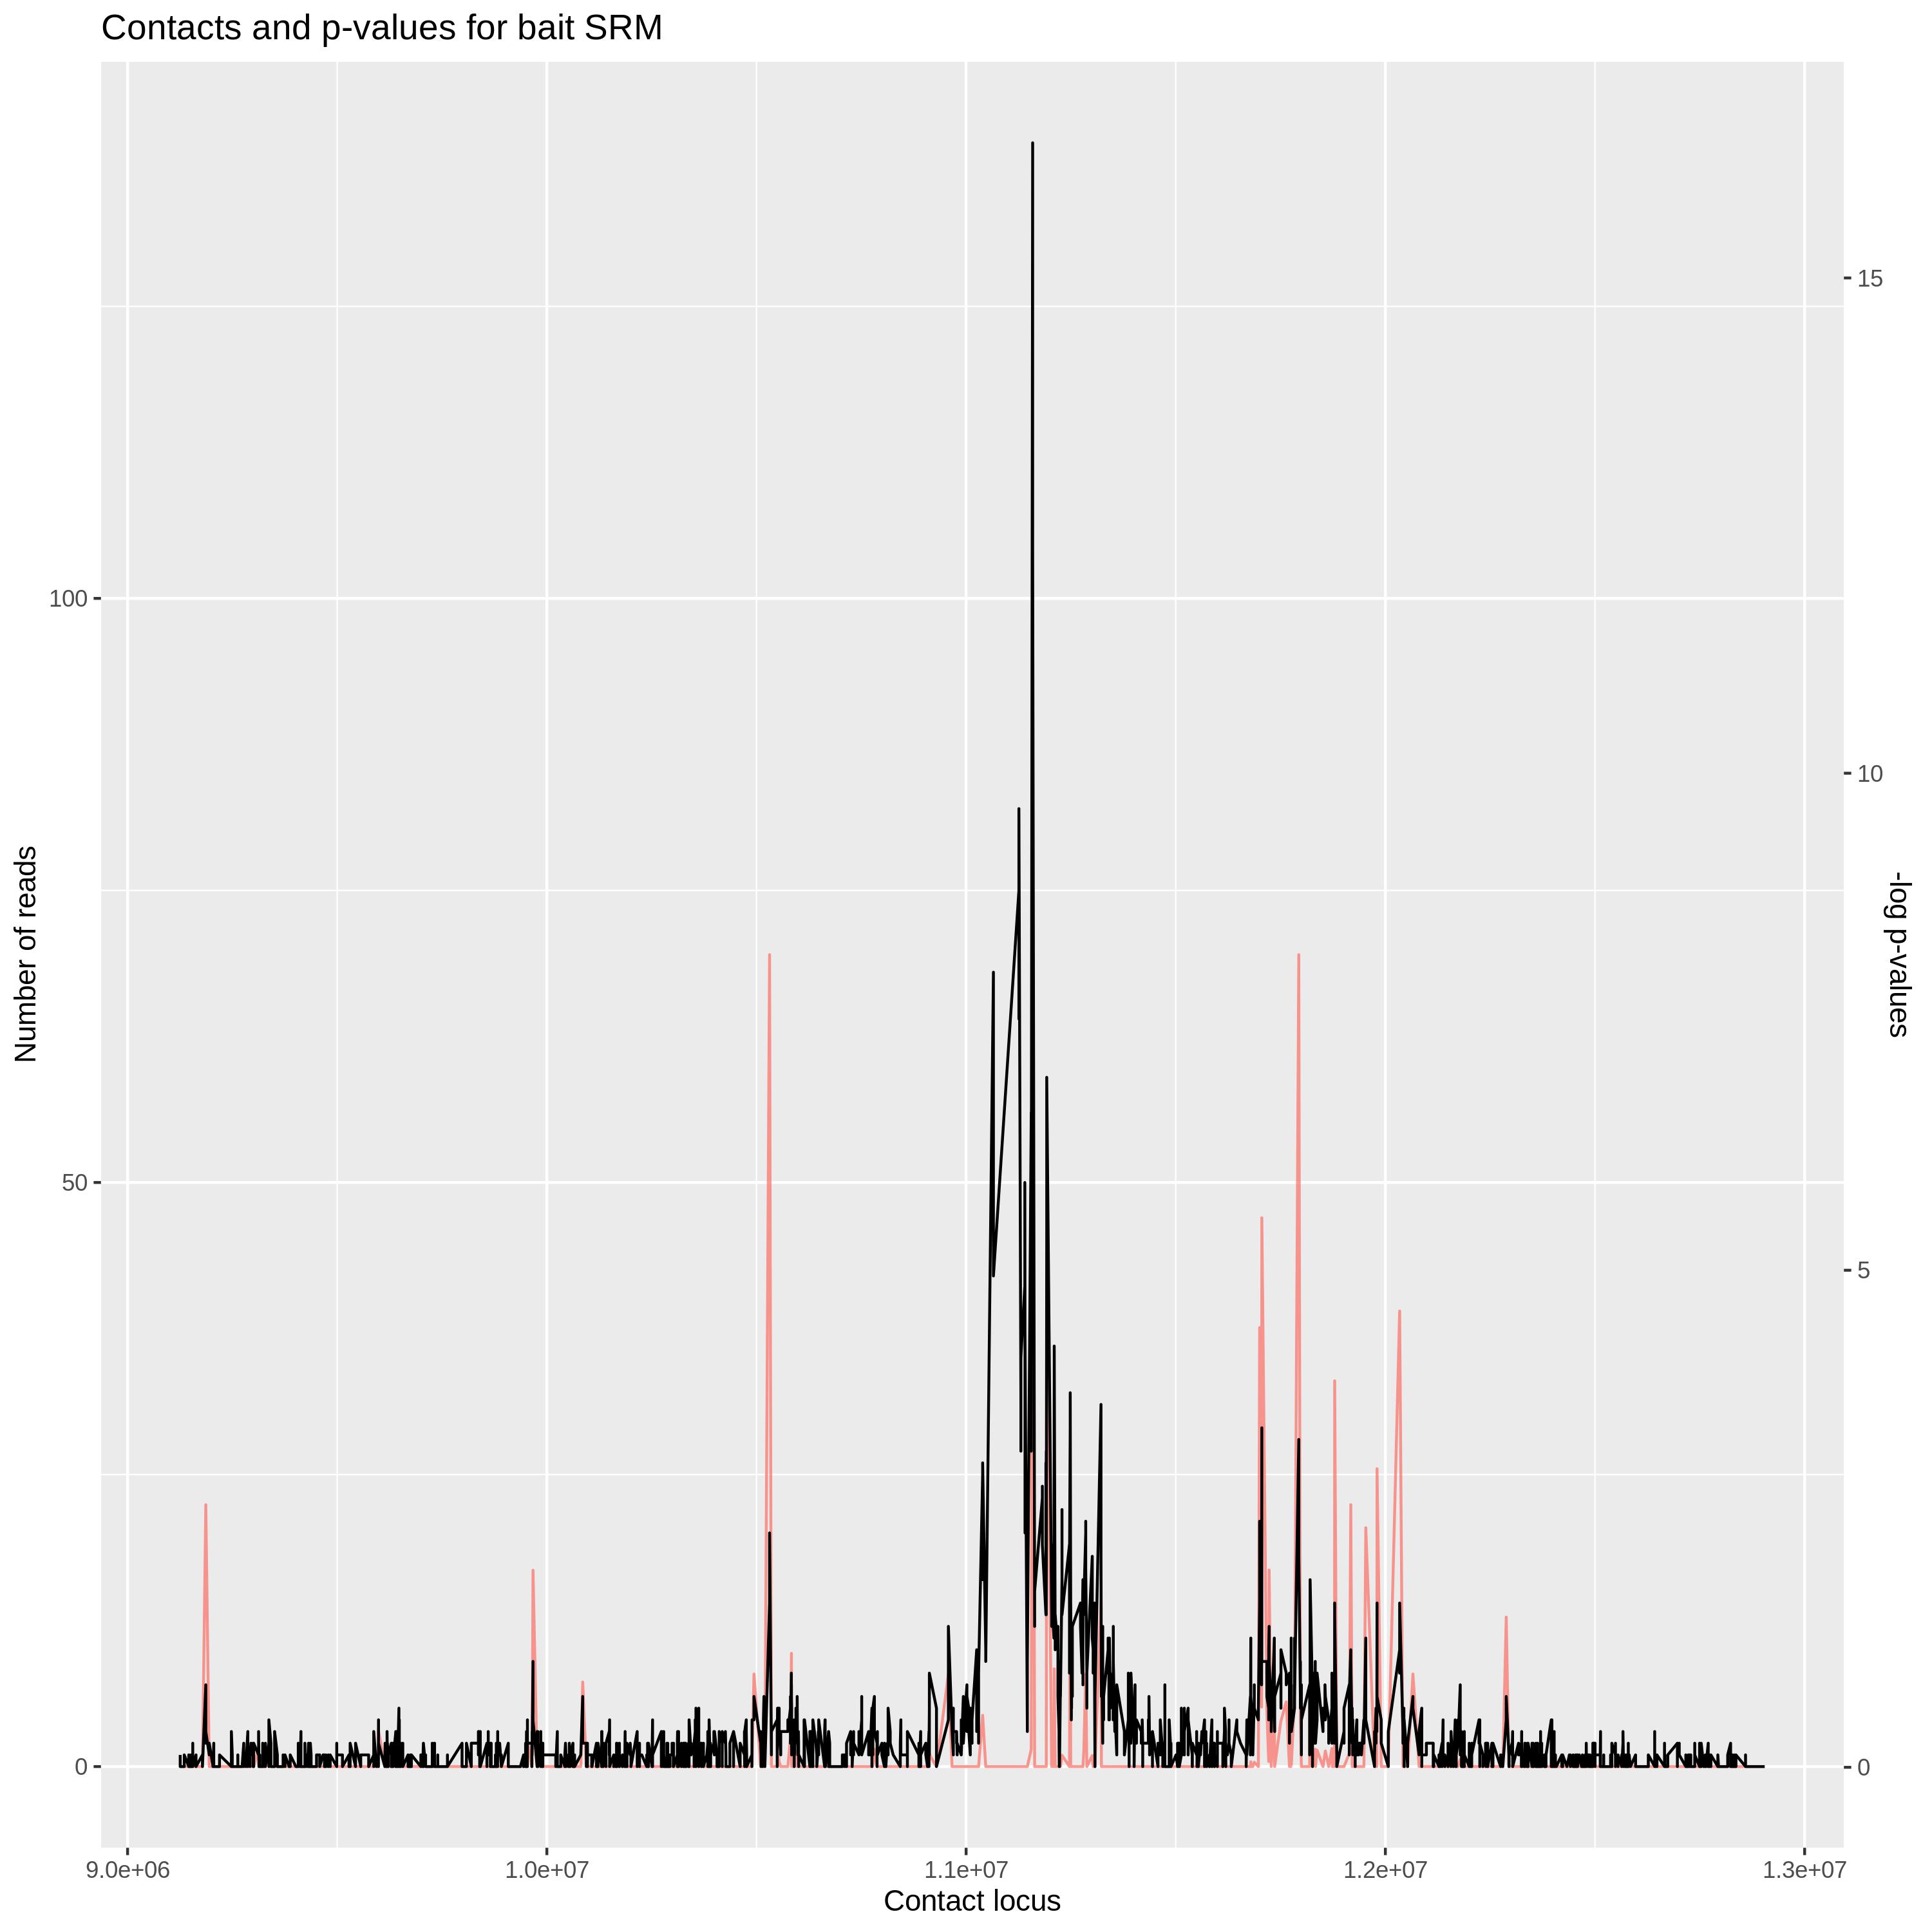 Contacts and p-values for bait SRM
Number of reads
100
50
0
15
10
5
0
-log p-values
9.0e+06
1.0e+07
1.1e+07
1.2e+07
1.3e+07
Contact locus